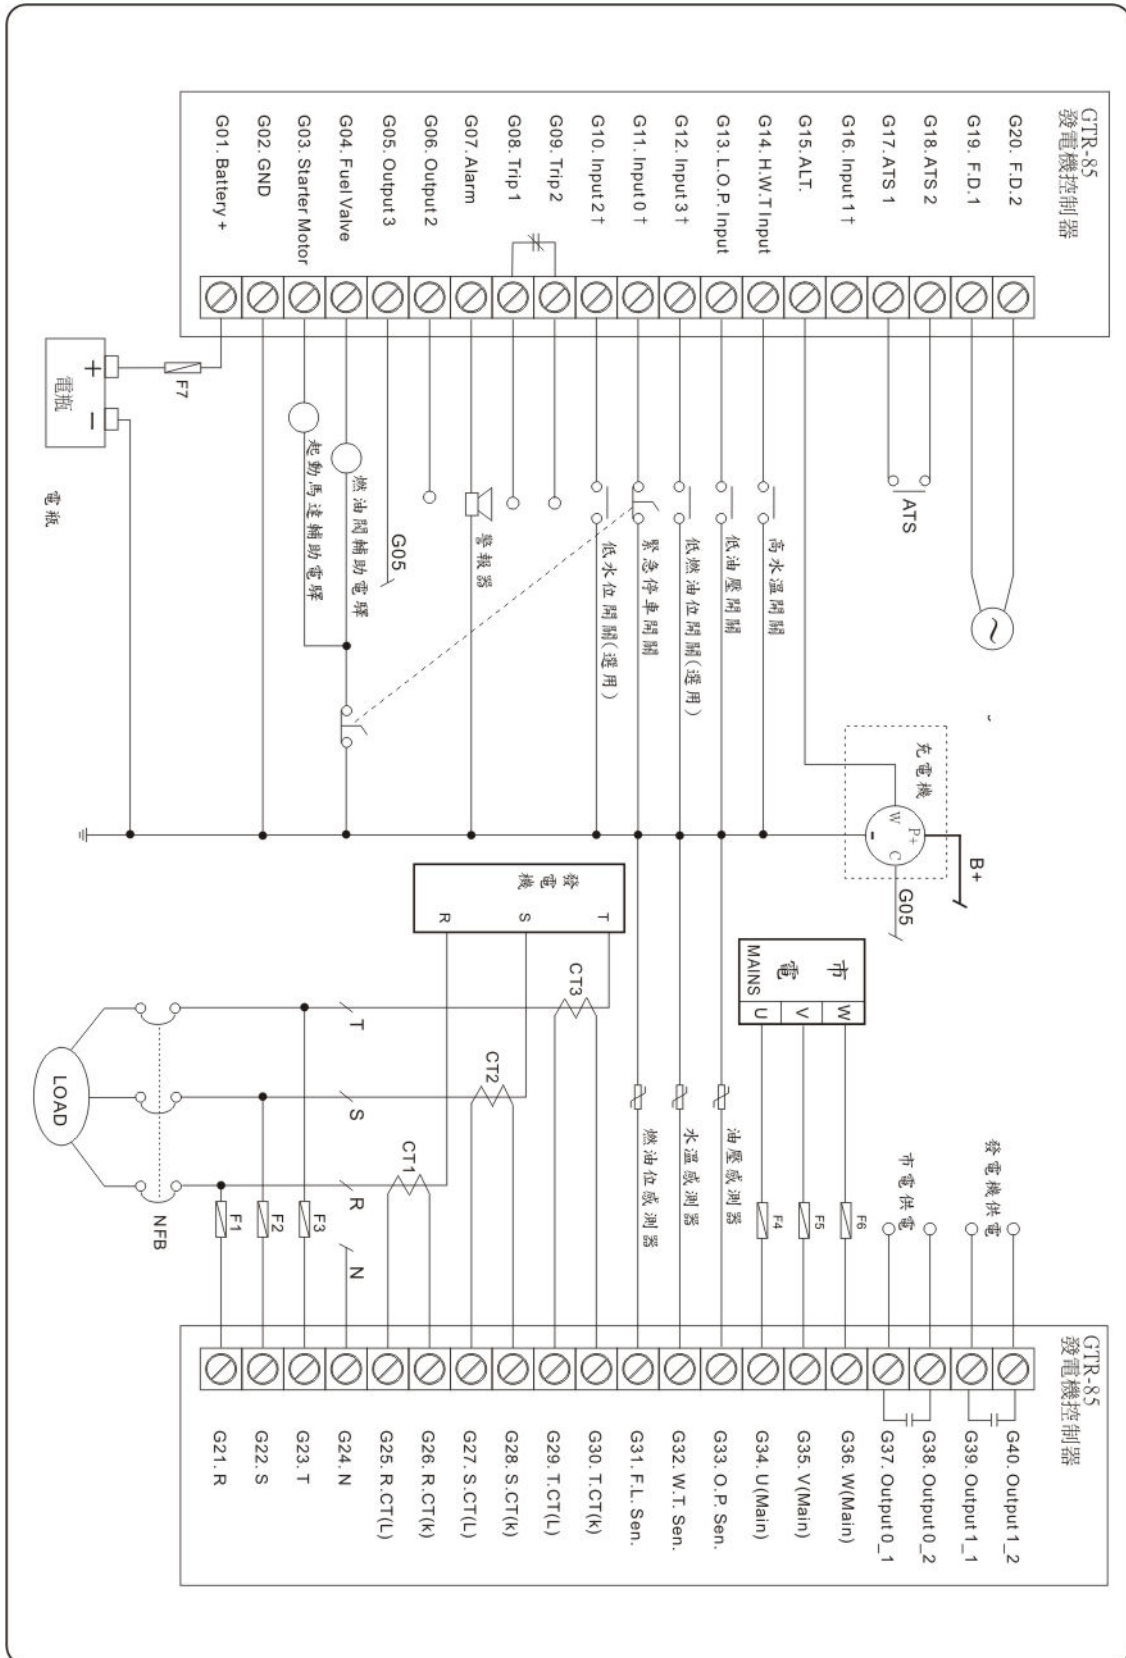 GTR-85
發電機控制器
G20. F.D.2
G19. F.D.1
G18. ATS 2
G17. ATS 1
G16. Input 1↑
G15. ALT.
G14. H.W.T Input
G13. L.O.P. Input
G12. Input 3↑
G11. Input 0↑
G10. Input 2↑
G09. Trip 2
G08. Trip 1
G07. Alarm
G06. Output 2
G05. Output 3
G04. Fuel Valve
G03. Starter Motor
G02. GND
G01. Battery +
ATS
高水溫開關
低油壓開關
低燃油位開關(選用)
緊急停車開關
低水位開關(選用)
警報器
G05
燃油閥輔助電驛
起動馬達輔助電驛
F7
+
−
電瓶
電瓶
~
充電機
W
P+
-
C
B+
G05
發電機
T
S
R
市電
MAINS
W
V
U
CT3
CT2
CT1
T
S
R
N
NFB
LOAD
油壓感測器
水溫感測器
燃油位感測器
發電機供電
市電供電
F6
F5
F4
F3
F2
F1
GTR-85
發電機控制器
G40. Output 1_2
G39. Output 1_1
G38. Output 0_2
G37. Output 0_1
G36. W(Main)
G35. V(Main)
G34. U(Main)
G33. O.P. Sen.
G32. W.T. Sen.
G31. F.L. Sen.
G30. T.CT(k)
G29. T.CT(L)
G28. S.CT(k)
G27. S.CT(L)
G26. R.CT(k)
G25. R.CT(L)
G24. N
G23. T
G22. S
G21. R